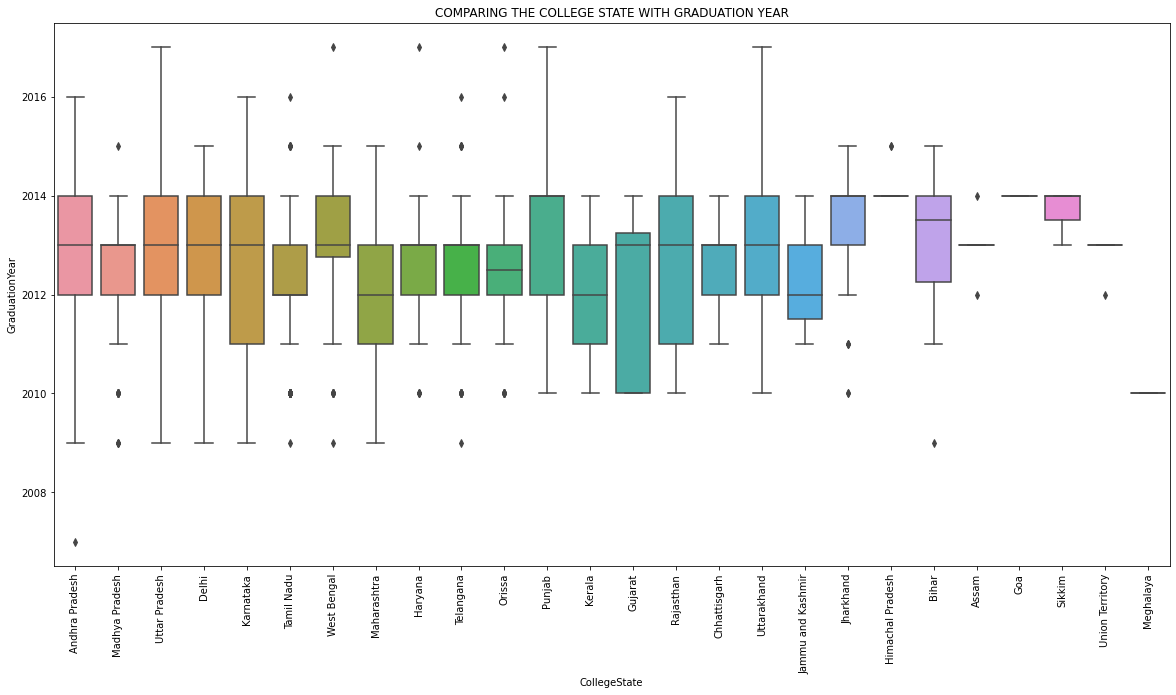 COMPARING THE COLLEGE STATE WITH GRADUATION YEAR
GraduationYear
2016
2014
2012
2010
2008
Andhra Pradesh
Madhya Pradesh
Uttar Pradesh
Delhi
Karnataka
Tamil Nadu
West Bengal
Maharashtra
Haryana
Telangana
Orissa
Punjab
Kerala
Gujarat
Rajasthan
Chhattisgarh
Uttarakhand
Jammu and Kashmir
Jharkhand
Himachal Pradesh
Bihar
Assam
Goa
Sikkim
Union Territory
Meghalaya
CollegeState